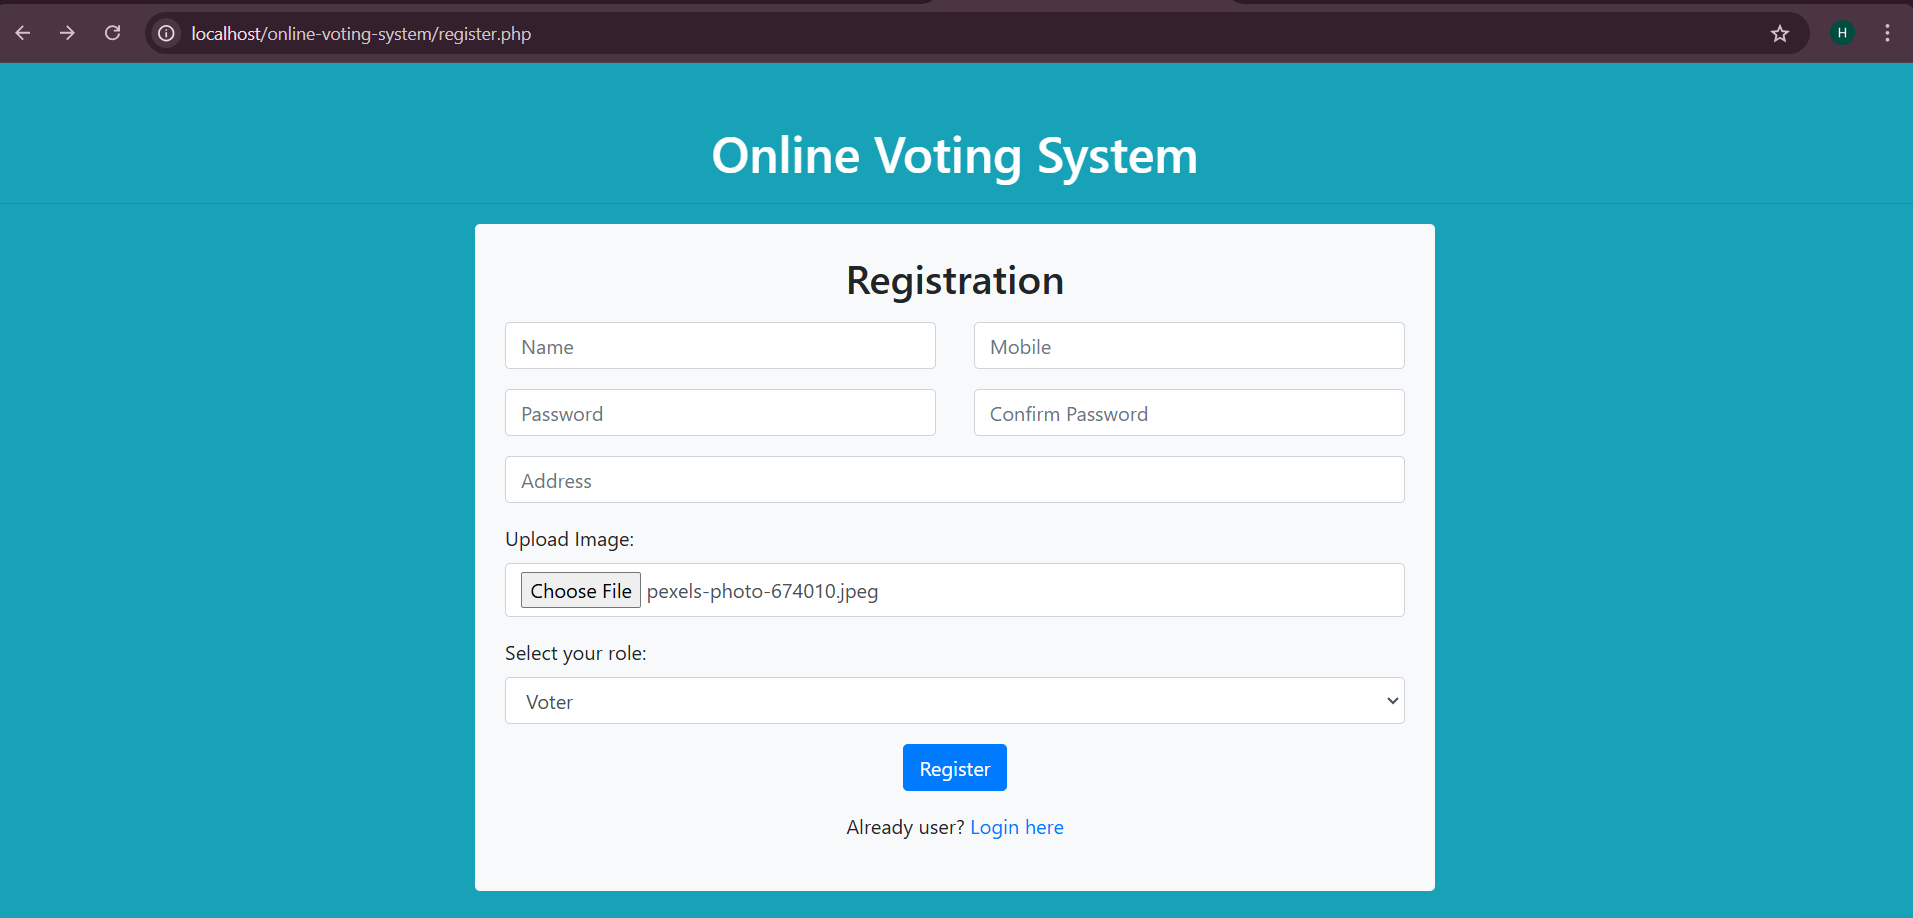 localhost/online-voting-system/register.php
H
Online Voting System
Registration
Name
Mobile
Password
Confirm Password
Address
Upload Image:
Choose File pexels-photo-674010.jpeg
Select your role:
Voter
Register
Already user? Login here